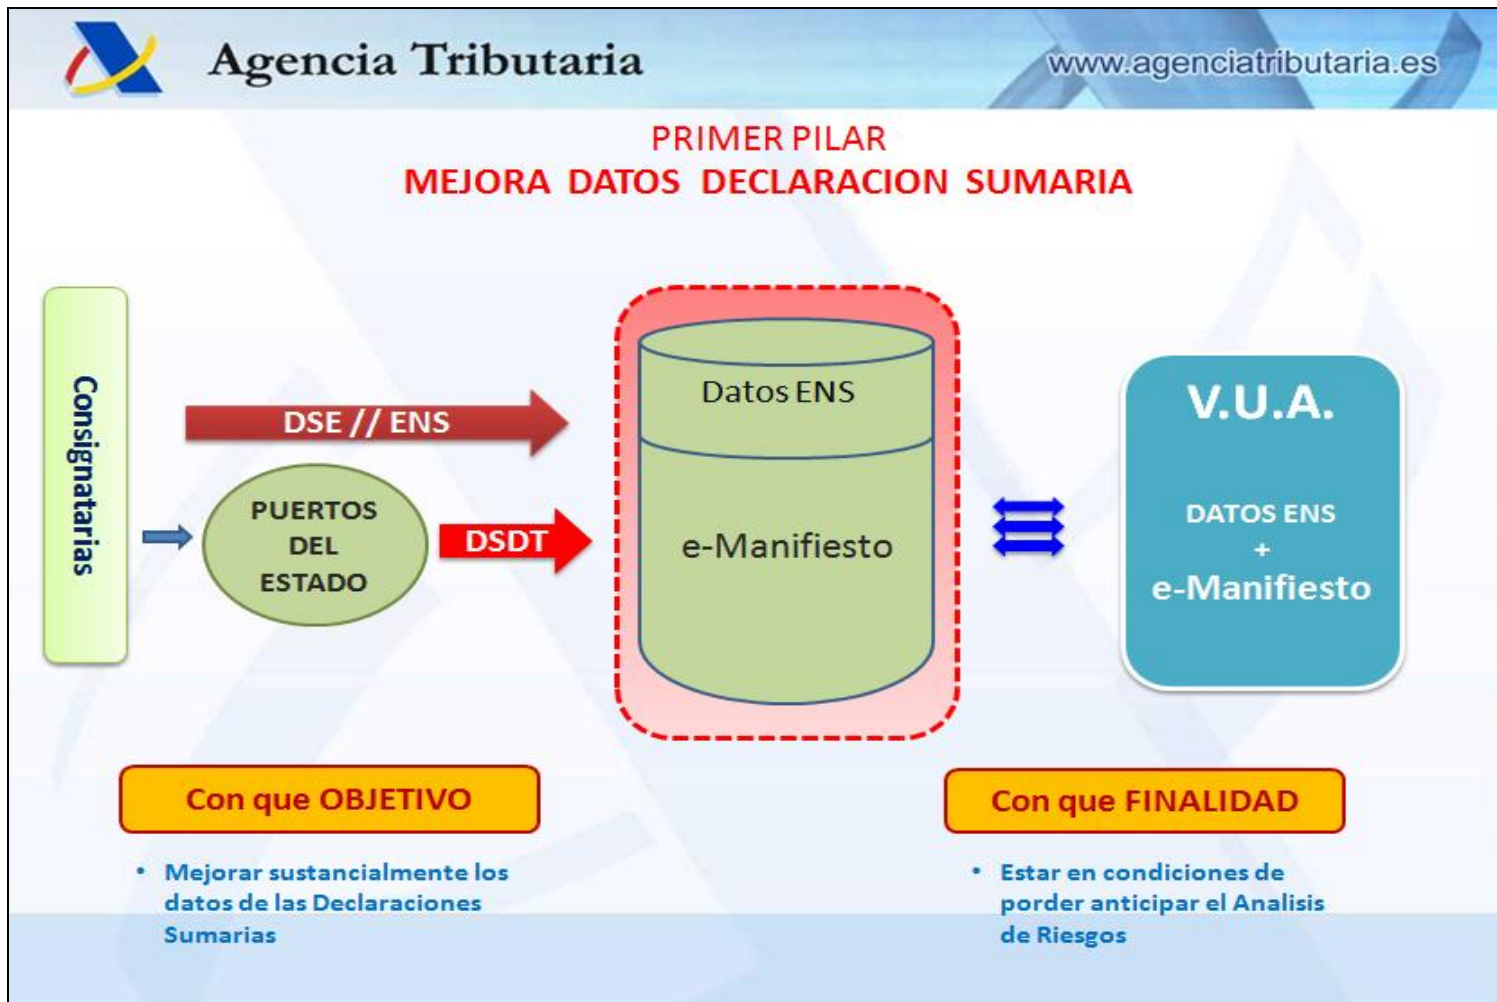 Agencia Tributaria
www.agenciatributaria.es
PRIMER PILAR
MEJORA DATOS DECLARACION SUMARIA
Consignatarias
DSE // ENS
PUERTOS
DEL
ESTADO
DSDT
Datos ENS
e-Manifiesto
V.U.A.
DATOS ENS
+
e-Manifiesto
Con que OBJETIVO
• Mejorar sustancialmente los
datos de las Declaraciones
Sumarias
Con que FINALIDAD
• Estar en condiciones de
porder anticipar el Analisis
de Riesgos